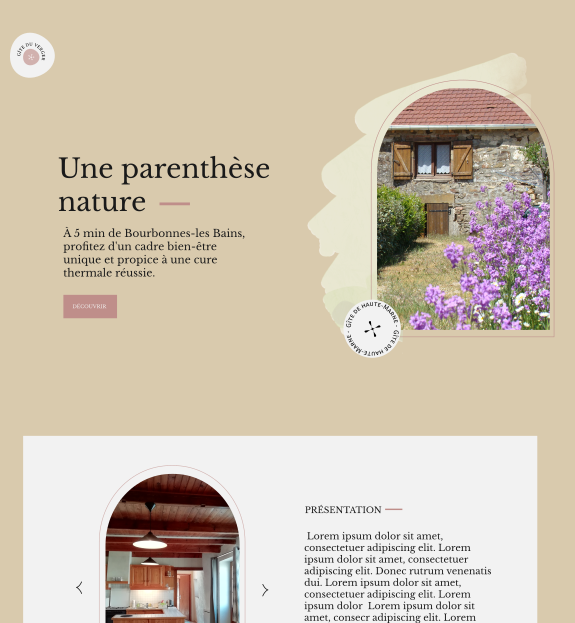 GÎTE DU VERGER
Une parenthèse
nature
À 5 min de Bourbonnes-les Bains,
profitez d'un cadre bien-être
unique et propice à une cure
thermale réussie.
DÉCOUVRIR
GÎTE DE HAUTE-MARNE - GÎTE DE HAUTE-MARNE -
PRÉSENTATION
Lorem ipsum dolor sit amet,
consectetuer adipiscing elit. Lorem
ipsum dolor sit amet, consectetuer
adipiscing elit. Donec rutrum venenatis
dui. Lorem ipsum dolor sit amet,
consectetuer adipiscing elit. Lorem
ipsum dolor Lorem ipsum dolor sit
amet, consecr adipiscing elit. Lorem